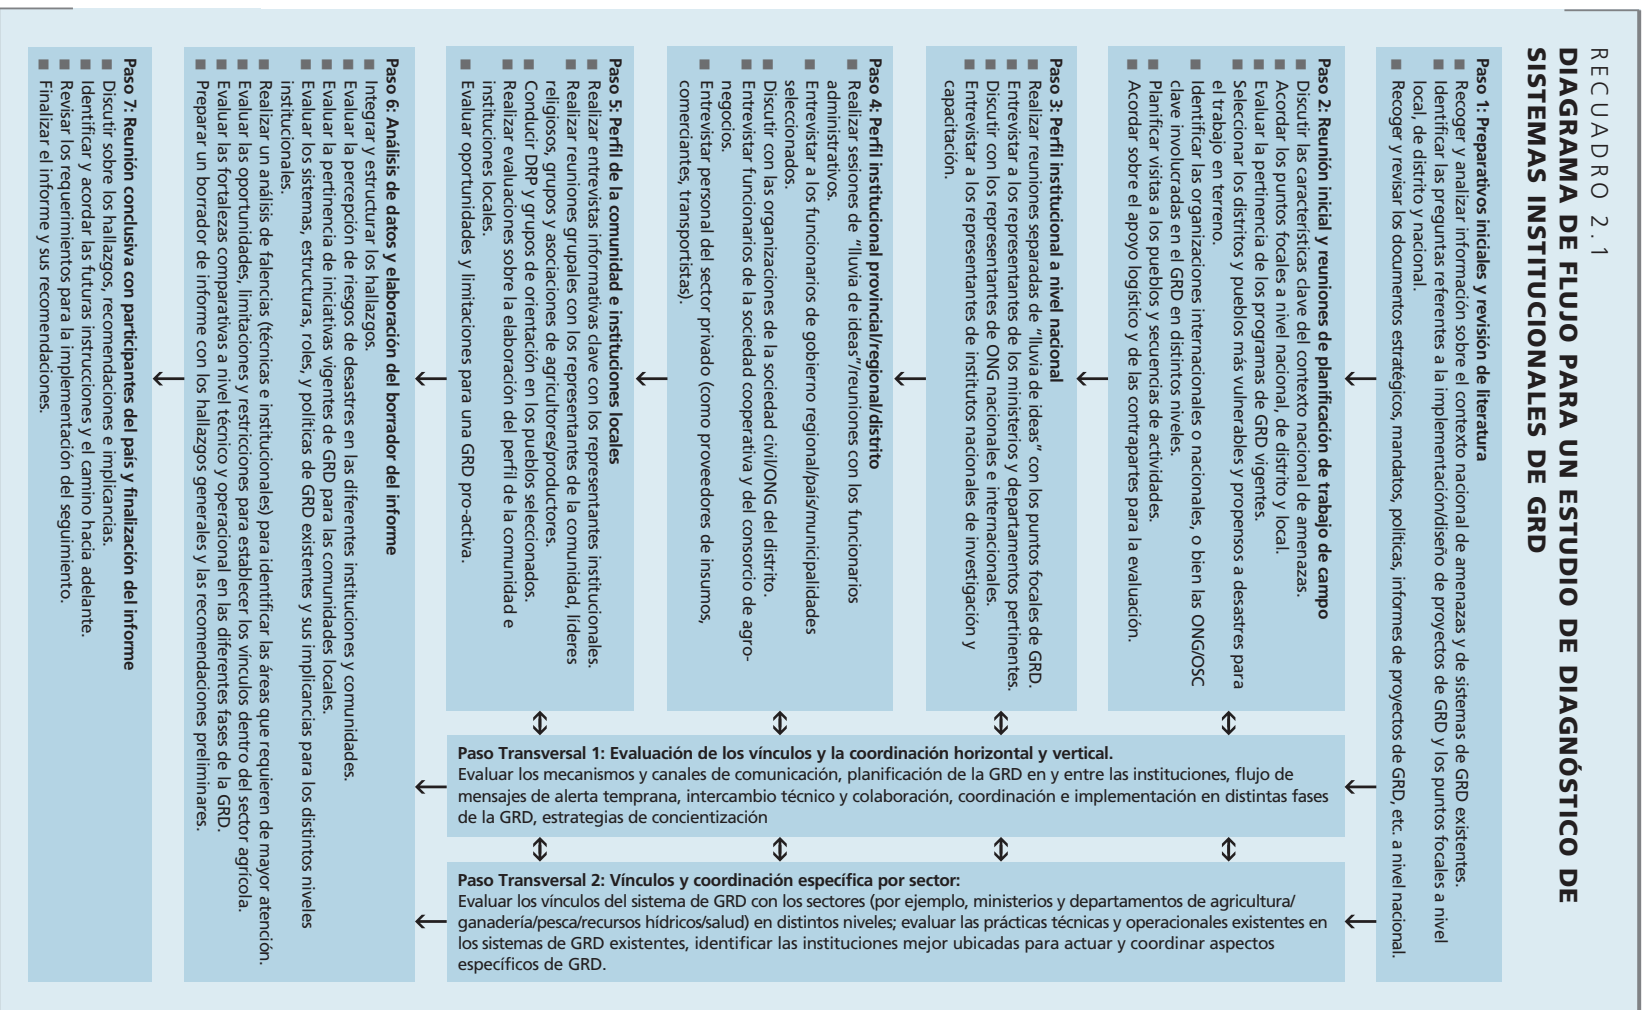 RECUADRO 2.1
DIAGRAMA DE FLUJO PARA UN ESTUDIO DE DIAGNÓSTICO DE
SISTEMAS INSTITUCIONALES DE GRD
Paso 1: Preparativos iniciales y revisión de literatura
■ Recoger y analizar información sobre el contexto nacional de amenazas y de sistemas de GRD existentes.
■ Identificar las preguntas referentes a la implementación/diseño de proyectos de GRD y los puntos focales a nivel
local, de distrito y nacional.
■ Recoger y revisar los documentos estratégicos, mandatos, políticas, informes de proyectos de GRD, etc. a nivel nacional.
Paso 2: Reunión inicial y reuniones de planificación de trabajo de campo
■ Discutir las características clave del contexto nacional de amenazas.
■ Acordar los puntos focales a nivel nacional, de distrito y local.
■ Evaluar la pertinencia de los programas de GRD vigentes.
■ Seleccionar los distritos y pueblos más vulnerables y propensos a desastres para
el trabajo en terreno.
■ Identificar las organizaciones internacionales o nacionales, o bien las ONG/OSC
clave involucradas en el GRD en distintos niveles.
■ Planificar visitas a los pueblos y secuencias de actividades.
■ Acordar sobre el apoyo logístico y de las contrapartes para la evaluación.
Paso 3: Perfil institucional a nivel nacional
■ Realizar reuniones separadas de “lluvia de ideas” con los puntos focales de GRD.
■ Entrevistar a los representantes de los ministerios y departamentos pertinentes.
■ Discutir con los representantes de ONG nacionales e internacionales.
■ Entrevistar a los representantes de institutos nacionales de investigación y
capacitación.
Paso 4: Perfil institucional provincial/regional/distrito
■ Realizar sesiones de “lluvia de ideas”/reuniones con los funcionarios
administrativos.
■ Entrevistar a los funcionarios de gobierno regional/país/municipalidades
seleccionados.
■ Discutir con las organizaciones de la sociedad civil/ONG del distrito.
■ Entrevistar funcionarios de la sociedad cooperativa y del consorcio de agro-
negocios.
■ Entrevistar personal del sector privado (como proveedores de insumos,
comerciantes, transportistas).
Paso 5: Perfil de la comunidad e instituciones locales
■ Realizar entrevistas informativas clave con los representantes institucionales.
■ Realizar reuniones grupales con los representantes de la comunidad, líderes
religiosos, grupos y asociaciones de agricultores/productores.
■ Conducir DRP y grupos de orientación en los pueblos seleccionados.
■ Realizar evaluaciones sobre la elaboración del perfil de la comunidad e
instituciones locales.
■ Evaluar oportunidades y limitaciones para una GRD pro-activa.
Paso Transversal 1: Evaluación de los vínculos y la coordinación horizontal y vertical.
Evaluar los mecanismos y canales de comunicación, planificación de la GRD en y entre las instituciones, flujo de
mensajes de alerta temprana, intercambio técnico y colaboración, coordinación e implementación en distintas fases
de la GRD, estrategias de concientización
Paso Transversal 2: Vínculos y coordinación específica por sector:
Evaluar los vínculos del sistema de GRD con los sectores (por ejemplo, ministerios y departamentos de agricultura/
ganadería/pesca/recursos hídricos/salud) en distintos niveles; evaluar las prácticas técnicas y operacionales existentes en
los sistemas de GRD existentes, identificar las instituciones mejor ubicadas para actuar y coordinar aspectos
específicos de GRD.
Paso 6: Análisis de datos y elaboración del borrador del informe
■ Integrar y estructurar los hallazgos.
■ Evaluar la percepción de riesgos de desastres en las diferentes instituciones y comunidades.
■ Evaluar la pertinencia de iniciativas vigentes de GRD para las comunidades locales.
■ Evaluar los sistemas, estructuras, roles, y políticas de GRD existentes y sus implicancias para los distintos niveles
institucionales.
■ Realizar un análisis de falencias (técnicas e institucionales) para identificar las áreas que requieren de mayor atención.
■ Evaluar las oportunidades, limitaciones y restricciones para establecer los vínculos dentro del sector agrícola.
■ Evaluar las fortalezas comparativas a nivel técnico y operacional en las diferentes fases de la GRD.
■ Preparar un borrador de informe con los hallazgos generales y las recomendaciones preliminares.
Paso 7: Reunión conclusiva con participantes del país y finalización del informe
■ Discutir sobre los hallazgos, recomendaciones e implicancias.
■ Identificar y acordar las futuras instrucciones y el camino hacia adelante.
■ Revisar los requerimientos para la implementación del seguimiento.
■ Finalizar el informe y sus recomendaciones.